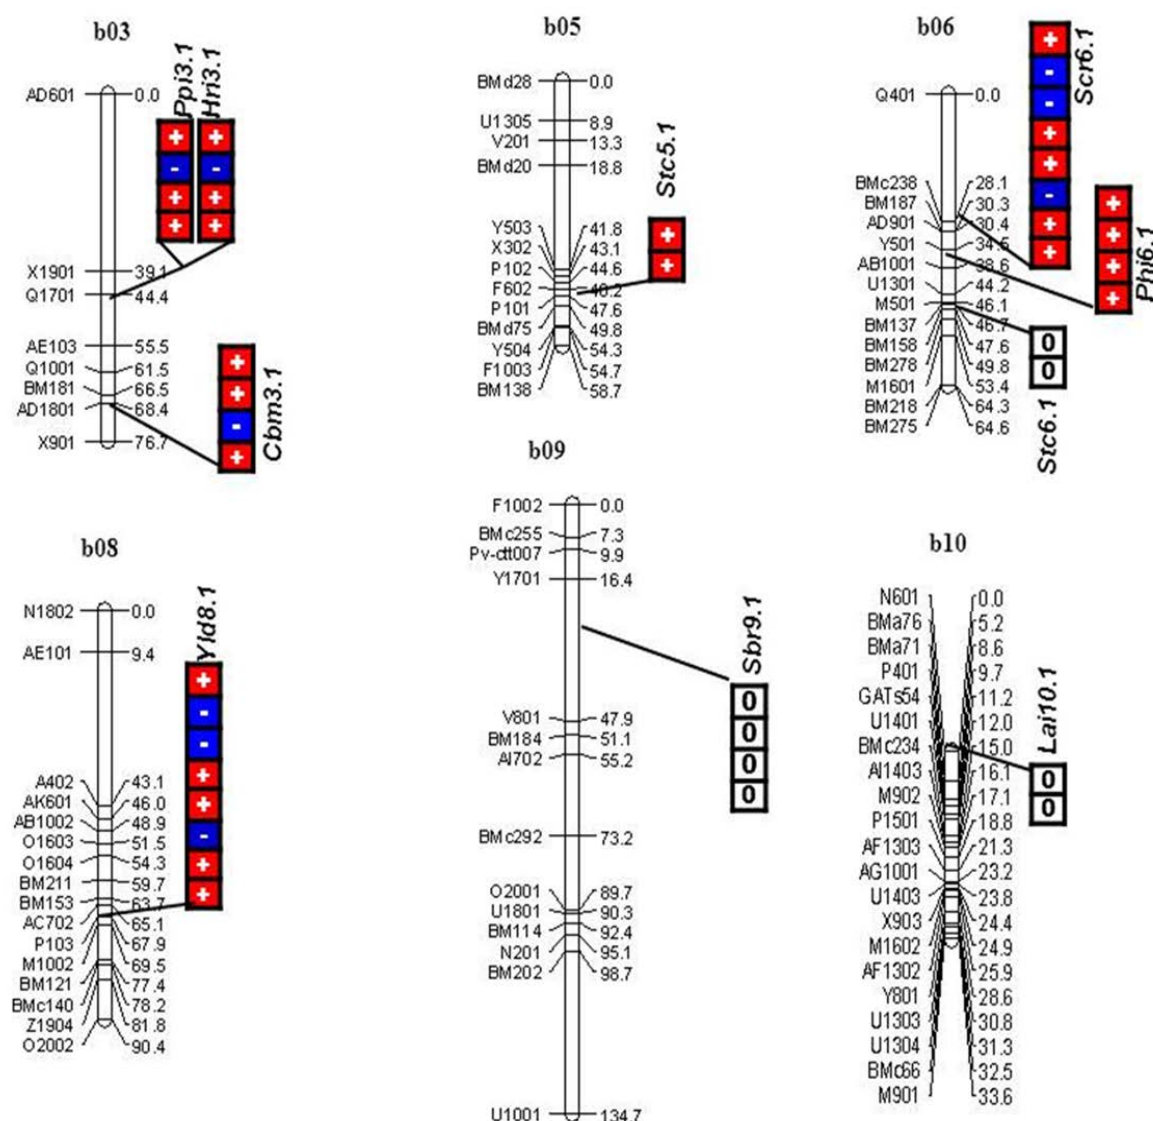 b03
Ppi3.1
Hri3.1
AD601 0.0
+ +
- -
+ +
+ +
X1901 39.1
Q1701 44.4
AE103 55.5
Q1001 61.5
BM181 66.5
AD1801 68.4
X901 76.7
+
+
-
+
Cbm3.1
b05
BMd28 0.0
U1305 8.9
V201 13.3
BMd20 18.8
Y503 41.8
X302 43.1
P102 44.6
F602
P101 47.6
BMd75 49.8
Y504 54.3
F1003 54.7
BM138 58.7
Stc5.1
+
+
b06
Q401 0.0
BMc238 28.1
BM187 30.3
AD901 30.4
Y501 34.5
AB1001 38.6
U1301 44.2
M501 46.1
BM137 46.7
BM158 47.6
BM278 49.8
M1601 53.4
BM218 64.3
BM275 64.6
+
-
-
+
+
-
+
+
Scr6.1
+
+
+
+
Phi6.1
0
0
Stc6.1
b08
N1802 0.0
AE101 9.4
A402 43.1
AK601 46.0
AB1002 48.9
O1603 51.5
O1604 54.3
BM211 59.7
BM153 63.7
AC702 65.1
P103 67.9
M1002 69.5
BM121 77.4
BMc140 78.2
Z1904 81.8
O2002 90.4
Yld8.1
+
-
-
+
+
-
+
+
b09
F1002 0.0
BMc255 7.3
Pv-ctt007 9.9
Y1701 16.4
V801 47.9
BM184 51.1
AI702 55.2
BMc292 73.2
O2001 89.7
U1801 90.3
BM114 92.4
N201 95.1
BM202 98.7
U1001 134.7
Sbr9.1
0
0
0
0
b10
N601 0.0
BMa76 5.2
BMa71 8.6
P401 9.7
GATs54 11.2
U1401 12.0
BMc234 15.0
AI1403 16.1
M902 17.1
P1501 18.8
AF1303 21.3
AG1001 23.2
U1403 23.8
X903 24.4
M1602 24.9
AF1302 25.9
Y801 28.6
U1303 30.8
U1304 31.3
BMc66 32.5
M901 33.6
Lai10.1
0
0